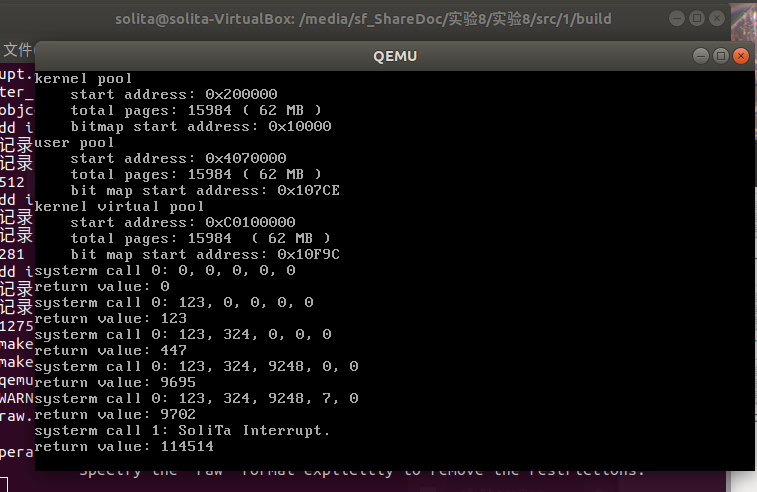 solita@solita-VirtualBox: /media/sf_ShareDoc/实验8/实验8/src/1/build
文件
QEMU
upt.
ter_
objco
dd i
记录
记录
512
dd i
记录
记录
281
dd i
记录
记录
1275
make
make
qemu
WARN
raw.
pera
kernel pool
start address: 0x200000
total pages: 15984 ( 62 MB )
bitmap start address: 0x10000
user pool
start address: 0x4070000
total pages: 15984 ( 62 MB )
bit map start address: 0x107CE
kernel virtual pool
start address: 0xC0100000
total pages: 15984  ( 62 MB )
bit map start address: 0x10F9C
systerm call 0: 0, 0, 0, 0, 0
return value: 0
systerm call 0: 123, 0, 0, 0, 0
return value: 123
systerm call 0: 123, 324, 0, 0, 0
return value: 447
systerm call 0: 123, 324, 9248, 0, 0
return value: 9695
systerm call 0: 123, 324, 9248, 7, 0
return value: 9702
systerm call 1: SoliTa Interrupt.
return value: 114514
Specify the 'raw' format explicitly to remove the restrictions.